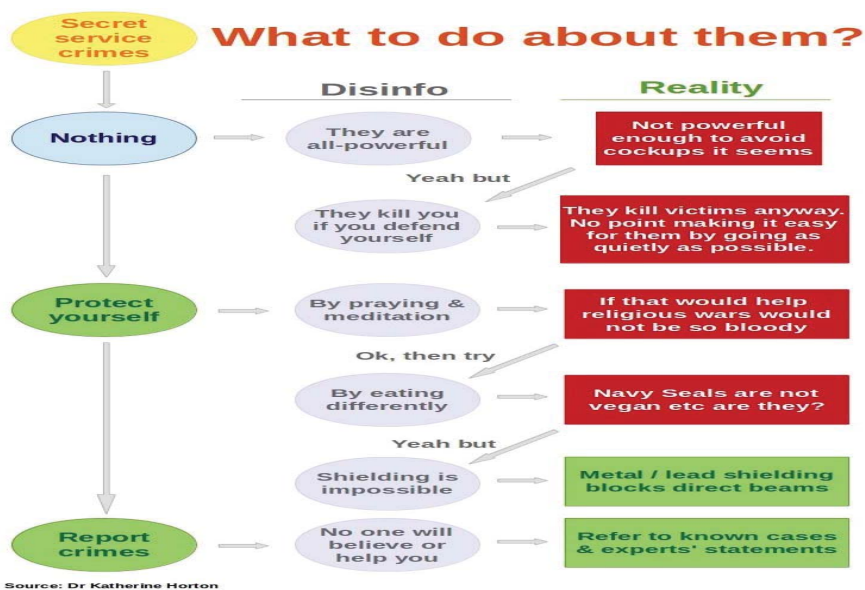 Secret
service
crimes
What to do about them?
Disinfo
Reality
Nothing
They are
all-powerful
Not powerful
enough to avoid
cockups it seems
Yeah but
They kill you
if you defend
yourself
They kill victims anyway.
No point making it easy
for them by going as
quietly as possible.
Protect
yourself
By praying &
meditation
If that would help
religious wars would
not be so bloody
Ok, then try
By eating
differently
Navy Seals are not
vegan etc are they?
Yeah but
Shielding is
impossible
Metal / lead shielding
blocks direct beams
Report
crimes
No one will
believe or
help you
Refer to known cases
& experts' statements
Source: Dr Katherine Horton